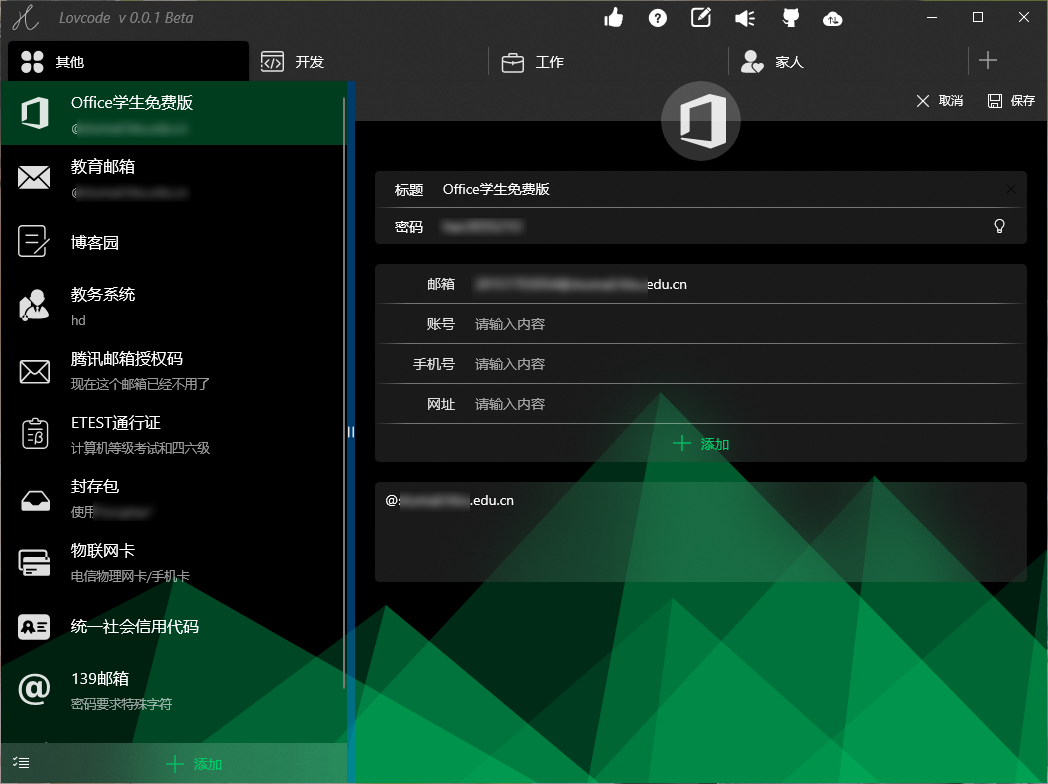 Lovcode v 0.0.1 Beta
其他
开发
工作
家人
取消
保存
Office学生免费版
@
教育邮箱
@
博客园
教务系统
hd
腾讯邮箱授权码
现在这个邮箱已经不用了
ETEST通行证
计算机等级考试和四六级
封存包
使用
物联网卡
电信物理网卡/手机卡
统一社会信用代码
139邮箱
密码要求特殊字符
添加
标题 Office学生免费版
密码
邮箱 edu.cn
账号 请输入内容
手机号 请输入内容
网址 请输入内容
添加
@ .edu.cn